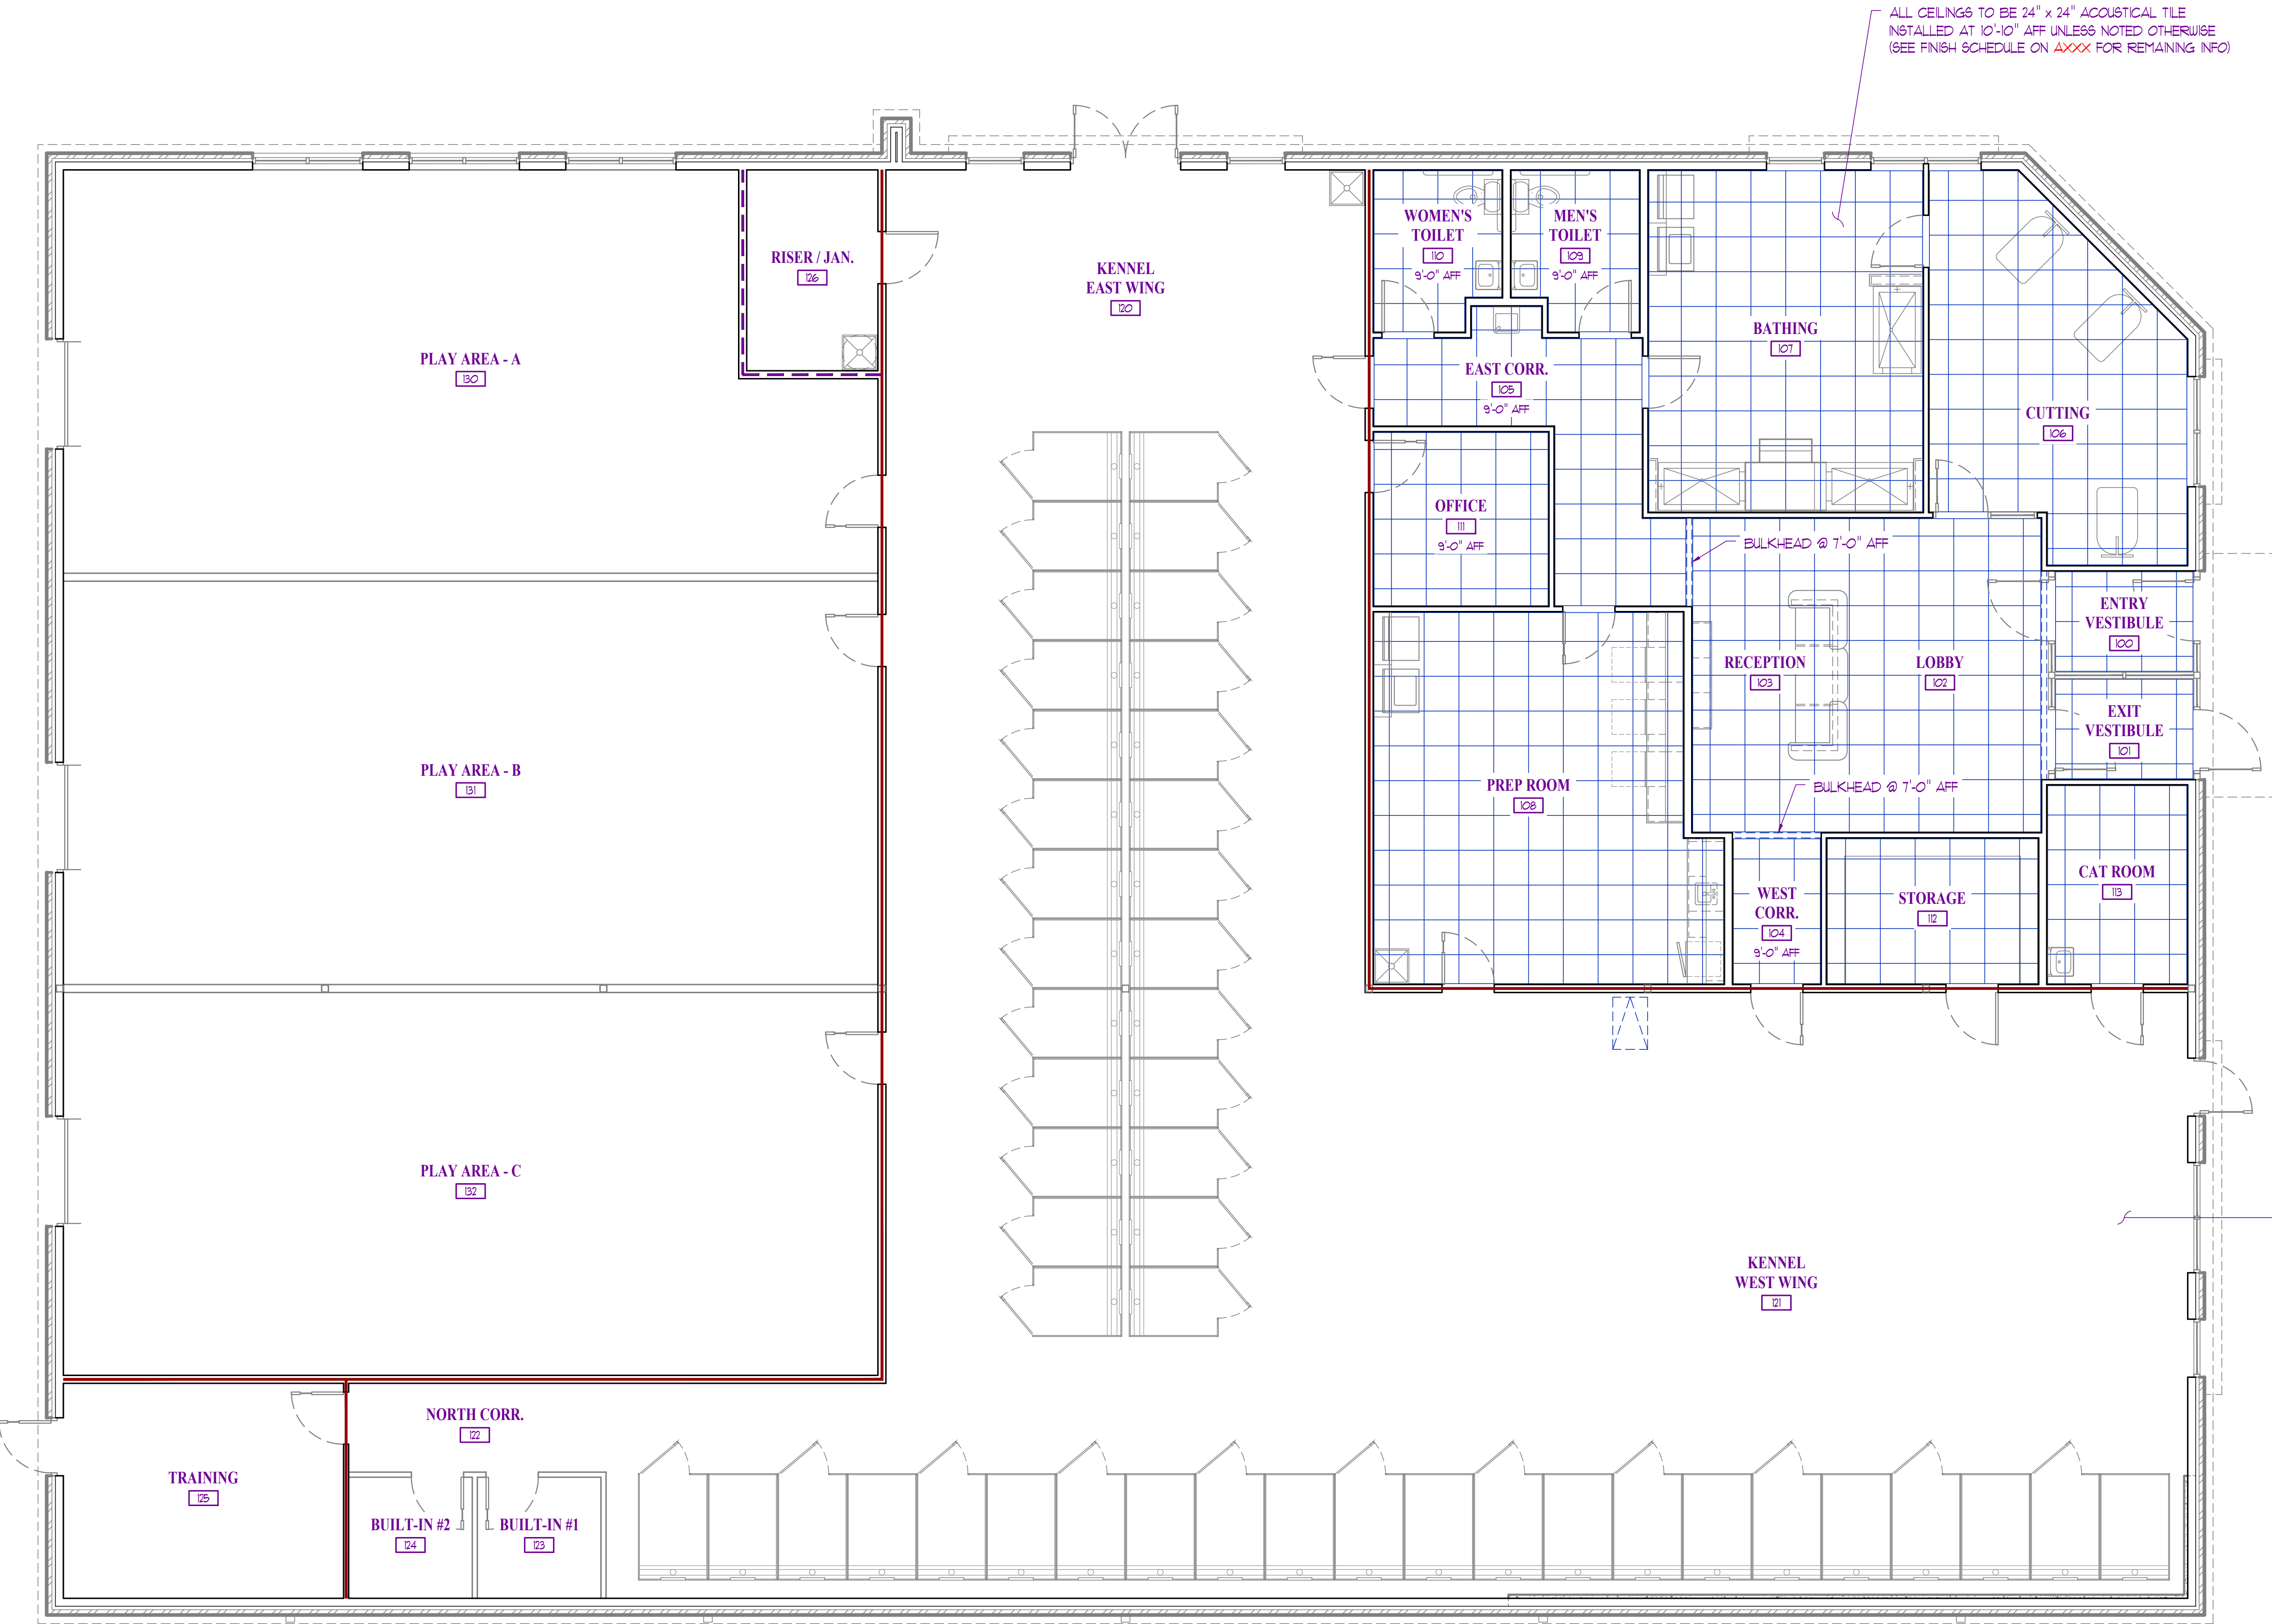 ALL CEILINGS TO BE 24" x 24" ACOUSTICAL TILE
INSTALLED AT 10'-10" AFF UNLESS NOTED OTHERWISE
(SEE FINISH SCHEDULE ON AXXX FOR REMAINING INFO)
WOMEN'S
TOILET
110
9'-0" AFF
MEN'S
TOILET
109
9'-0" AFF
RISER / JAN.
126
KENNEL
EAST WING
120
BATHING
107
PLAY AREA - A
130
EAST CORR.
105
9'-0" AFF
CUTTING
106
OFFICE
111
9'-0" AFF
BULKHEAD @ 7'-0" AFF
ENTRY
VESTIBULE
100
RECEPTION
103
LOBBY
102
EXIT
VESTIBULE
101
PLAY AREA - B
131
PREP ROOM
108
BULKHEAD @ 7'-0" AFF
WEST
CORR.
104
9'-0" AFF
STORAGE
112
CAT ROOM
113
PLAY AREA - C
132
KENNEL
WEST WING
121
NORTH CORR.
122
TRAINING
125
BUILT-IN #2
124
BUILT-IN #1
123